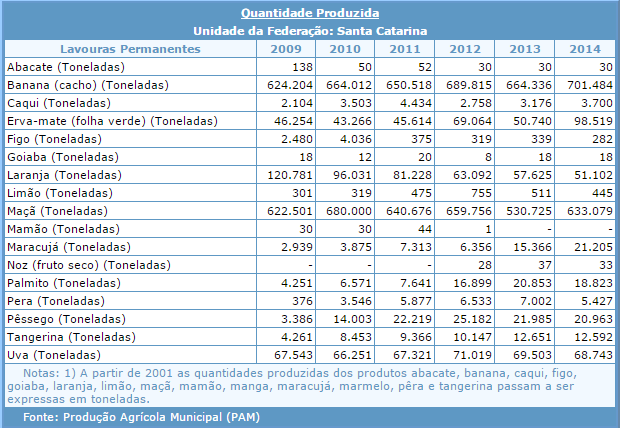 Quantidade Produzida
Unidade da Federação: Santa Catarina
Lavouras Permanentes 2009 2010 2011 2012 2013 2014
Abacate (Toneladas) 138 50 52 30 30 30
Banana (cacho) (Toneladas) 624.204 664.012 650.518 689.815 664.336 701.484
Caqui (Toneladas) 2.104 3.503 4.434 2.758 3.176 3.700
Erva-mate (folha verde) (Toneladas) 46.254 43.266 45.614 69.064 50.740 98.519
Figo (Toneladas) 2.480 4.036 375 319 339 282
Goiaba (Toneladas) 18 12 20 8 18 18
Laranja (Toneladas) 120.781 96.031 81.228 63.092 57.625 51.102
Limão (Toneladas) 301 319 475 755 511 445
Maçã (Toneladas) 622.501 680.000 640.676 659.756 530.725 633.079
Mamão (Toneladas) 30 30 44 1 - -
Maracujá (Toneladas) 2.939 3.875 7.313 6.356 15.366 21.205
Noz (fruto seco) (Toneladas) - - - 28 37 33
Palmito (Toneladas) 4.251 6.571 7.641 16.899 20.853 18.823
Pera (Toneladas) 376 3.546 5.877 6.533 7.002 5.427
Pêssego (Toneladas) 3.386 14.003 22.219 25.182 21.985 20.963
Tangerina (Toneladas) 4.261 8.453 9.366 10.147 12.651 12.592
Uva (Toneladas) 67.543 66.251 67.321 71.019 69.503 68.743
Notas: 1) A partir de 2001 as quantidades produzidas dos produtos abacate, banana, caqui, figo,
goiaba, laranja, limão, maçã, mamão, manga, maracujá, marmelo, pêra e tangerina passam a ser
expressas em toneladas.
Fonte: Produção Agrícola Municipal (PAM)